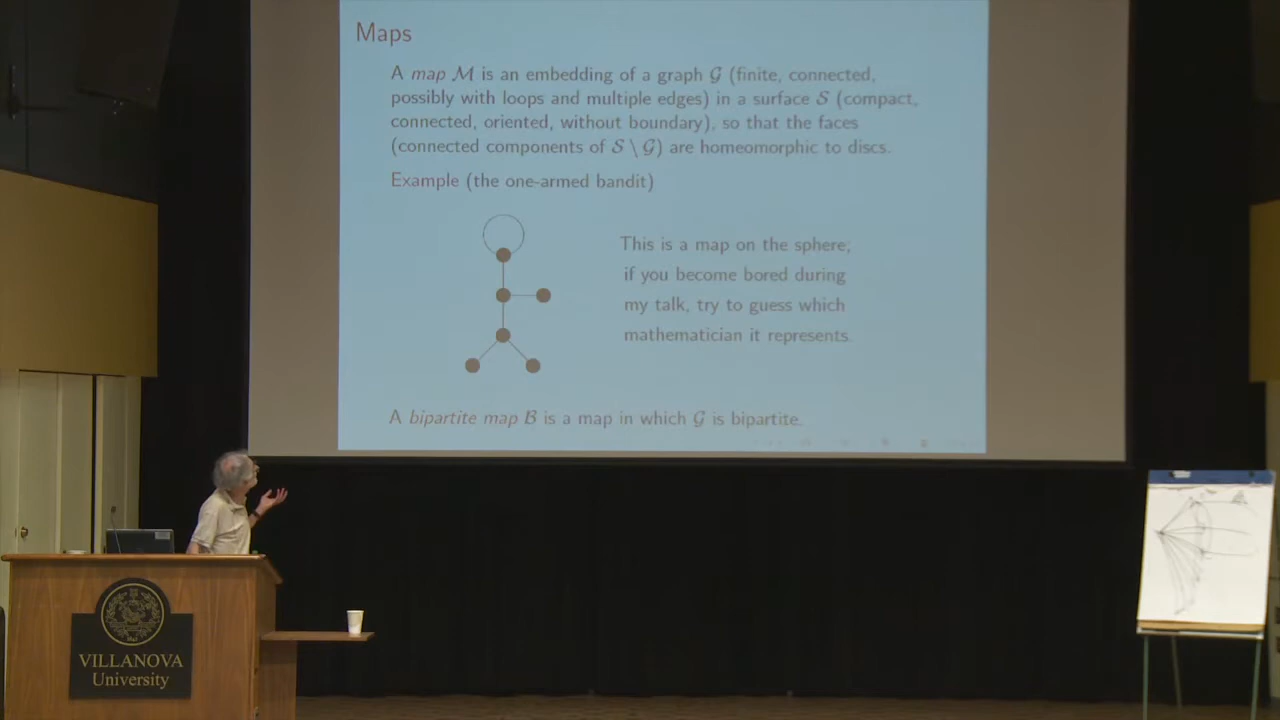 Maps
A map M is an embedding of a graph G (finite, connected,
possibly with loops and multiple edges) in a surface S (compact,
connected, oriented, without boundary), so that the faces
(connected components of S \ G) are homeomorphic to discs.
Example (the one-armed bandit)
This is a map on the sphere;
if you become bored during
my talk, try to guess which
mathematician it represents.
A bipartite map B is a map in which G is bipartite.
VILLANOVA
University